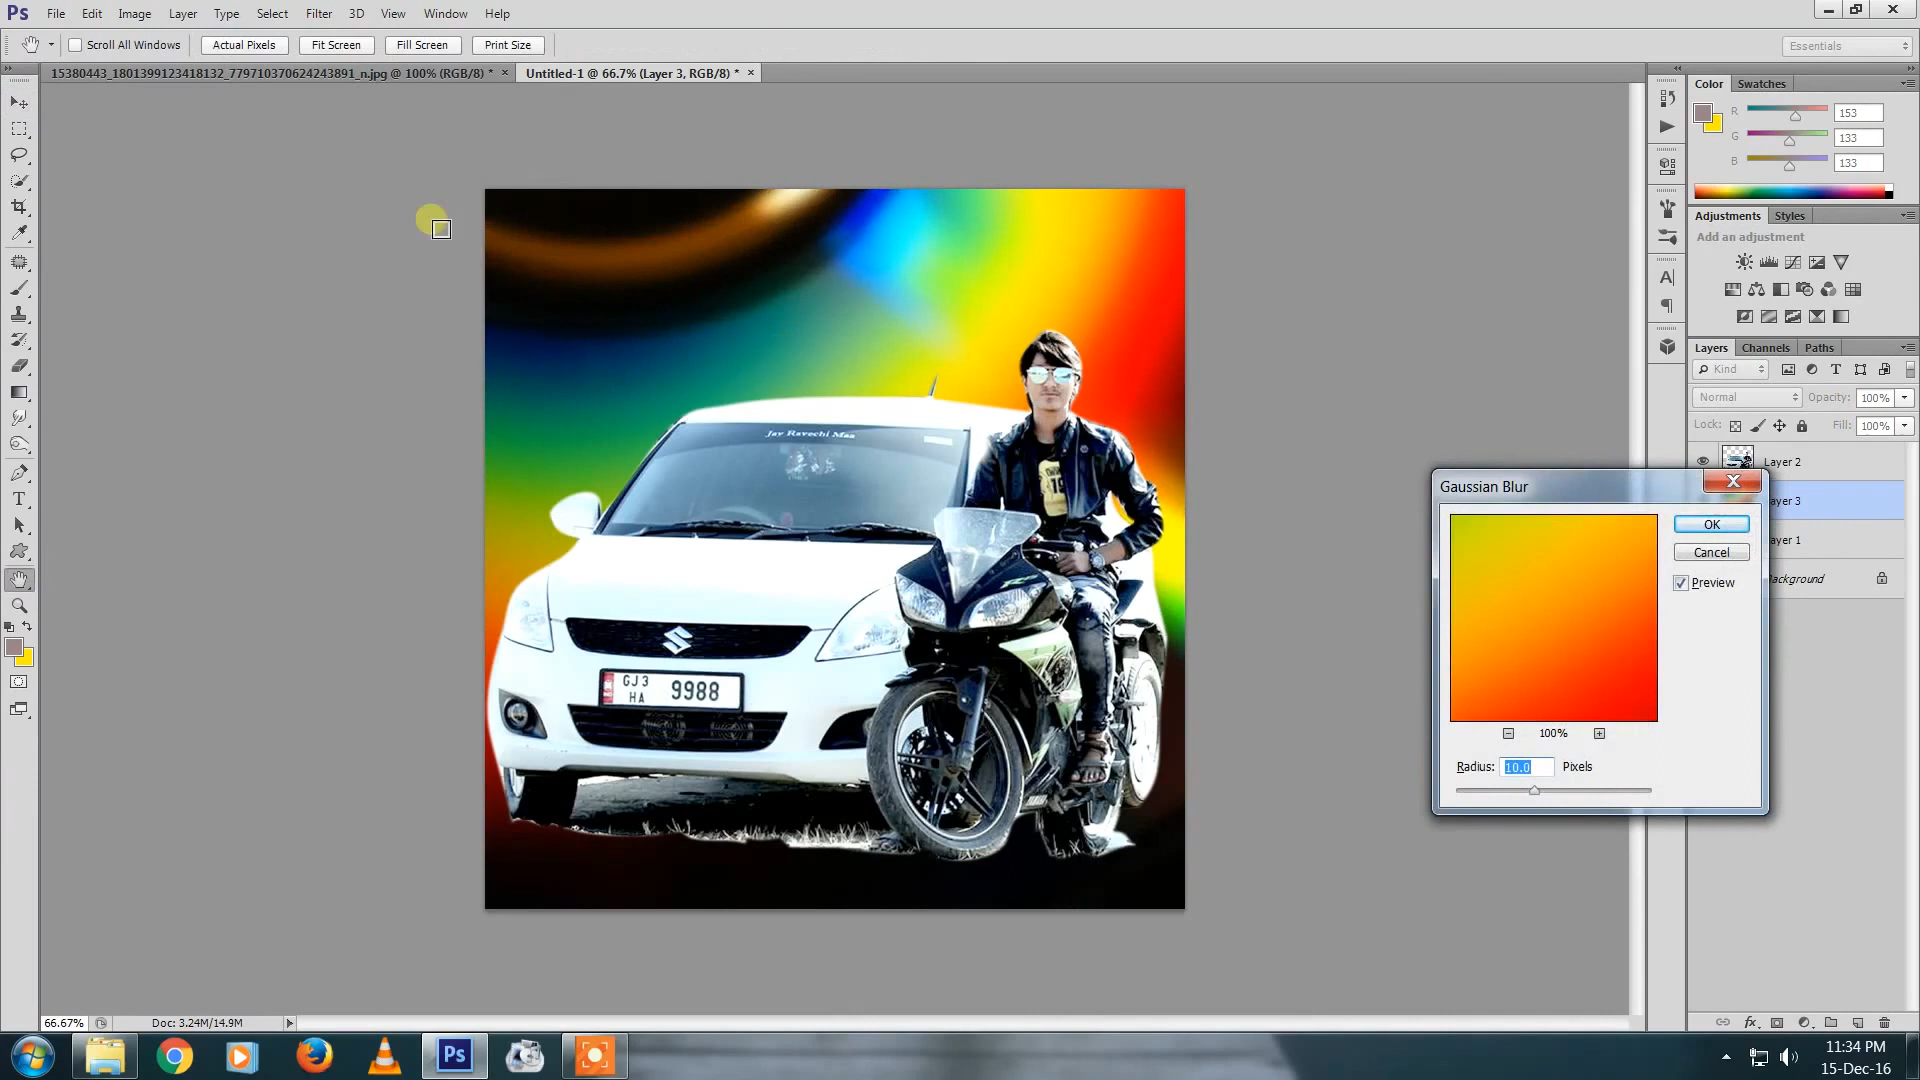 Ps File Edit Image Layer Type Select Filter 3D View Window Help
Scroll All Windows Actual Pixels Fit Screen Fill Screen Print Size Essentials
15380443_1801399123418132_779710370624243891_n.jpg @ 100% (RGB/8) * × Untitled-1 @ 66.7% (Layer 3, RGB/8) * ×
Color Swatches
R 153
G 133
B 133
Adjustments Styles
Add an adjustment
Layers Channels Paths
Kind
Normal Opacity: 100%
Lock: Fill: 100%
Layer 2
ayer 3
ayer 1
ackground
Gaussian Blur
OK
Cancel
Preview
100%
Radius: 10.0 Pixels
Jay Ravechi Maa
GJ 3
HA 9988
66.67% Doc: 3.24M/14.9M
Ps
11:34 PM
15-Dec-16